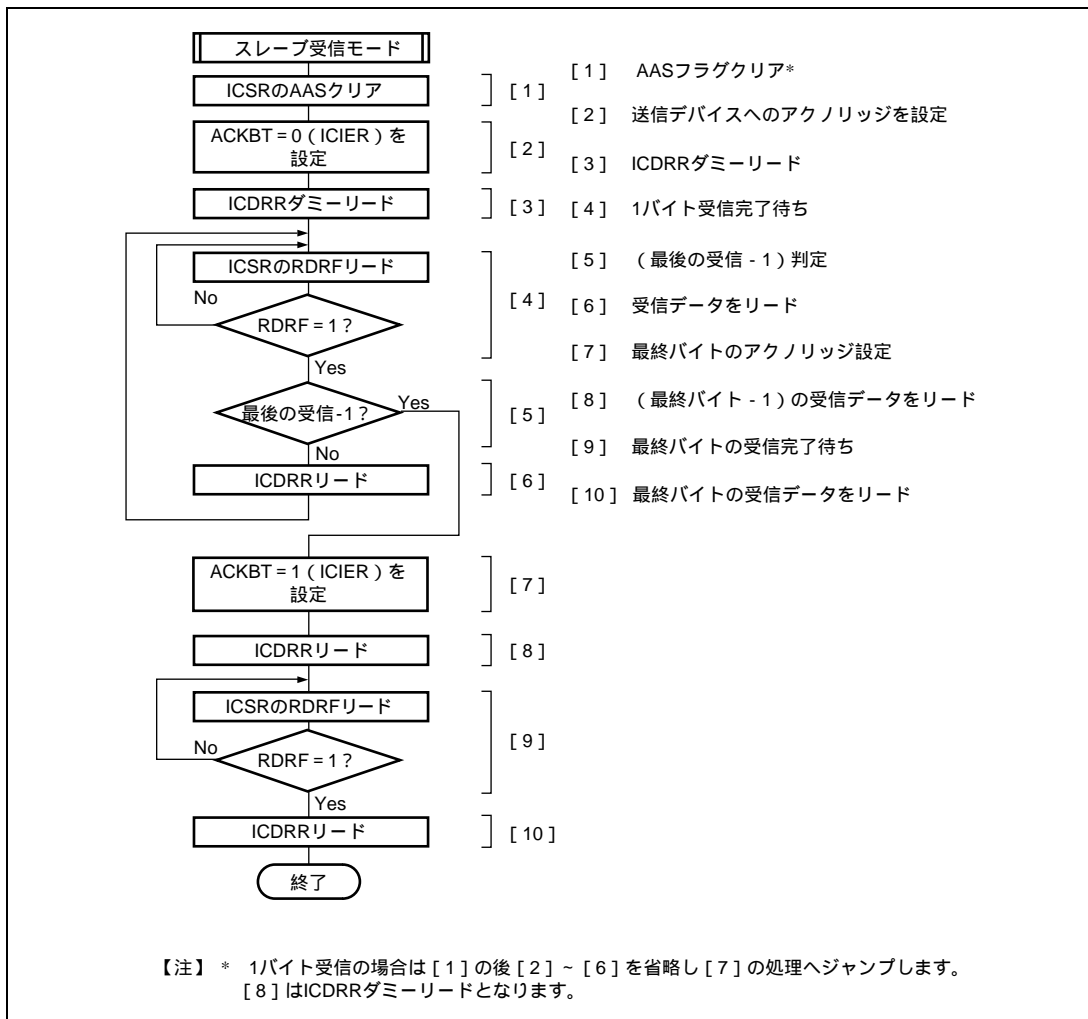 スレーブ受信モード
ICSRのAASクリア
[1]
ACKBT=0(ICIER)を
設定
[2]
ICDRRダミーリード
[3]
ICSRのRDRFリード
No
RDRF=1?
[4]
Yes
最後の受信-1?
Yes
[5]
No
ICDRRリード
[6]
ACKBT=1(ICIER)を
設定
[7]
ICDRRリード
[8]
ICSRのRDRFリード
No
RDRF=1?
[9]
Yes
ICDRRリード
[10]
終了
[1] AASフラグクリア*
[2] 送信デバイスへのアクノリッジを設定
[3] ICDRRダミーリード
[4] 1バイト受信完了待ち
[5] (最後の受信-1)判定
[6] 受信データをリード
[7] 最終バイトのアクノリッジ設定
[8] (最終バイト-1)の受信データをリード
[9] 最終バイトの受信完了待ち
[10] 最終バイトの受信データをリード
【注】 * 1バイト受信の場合は[1]の後[2]~[6]を省略し[7]の処理へジャンプします。
[8]はICDRRダミーリードとなります。